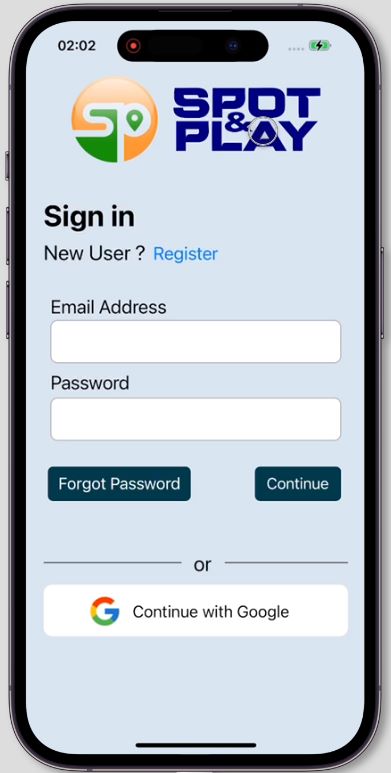 02:02
sp
SPOT
&
PLAY
Sign in
New User ? Register
Email Address
Password
Forgot Password Continue
or
Continue with Google